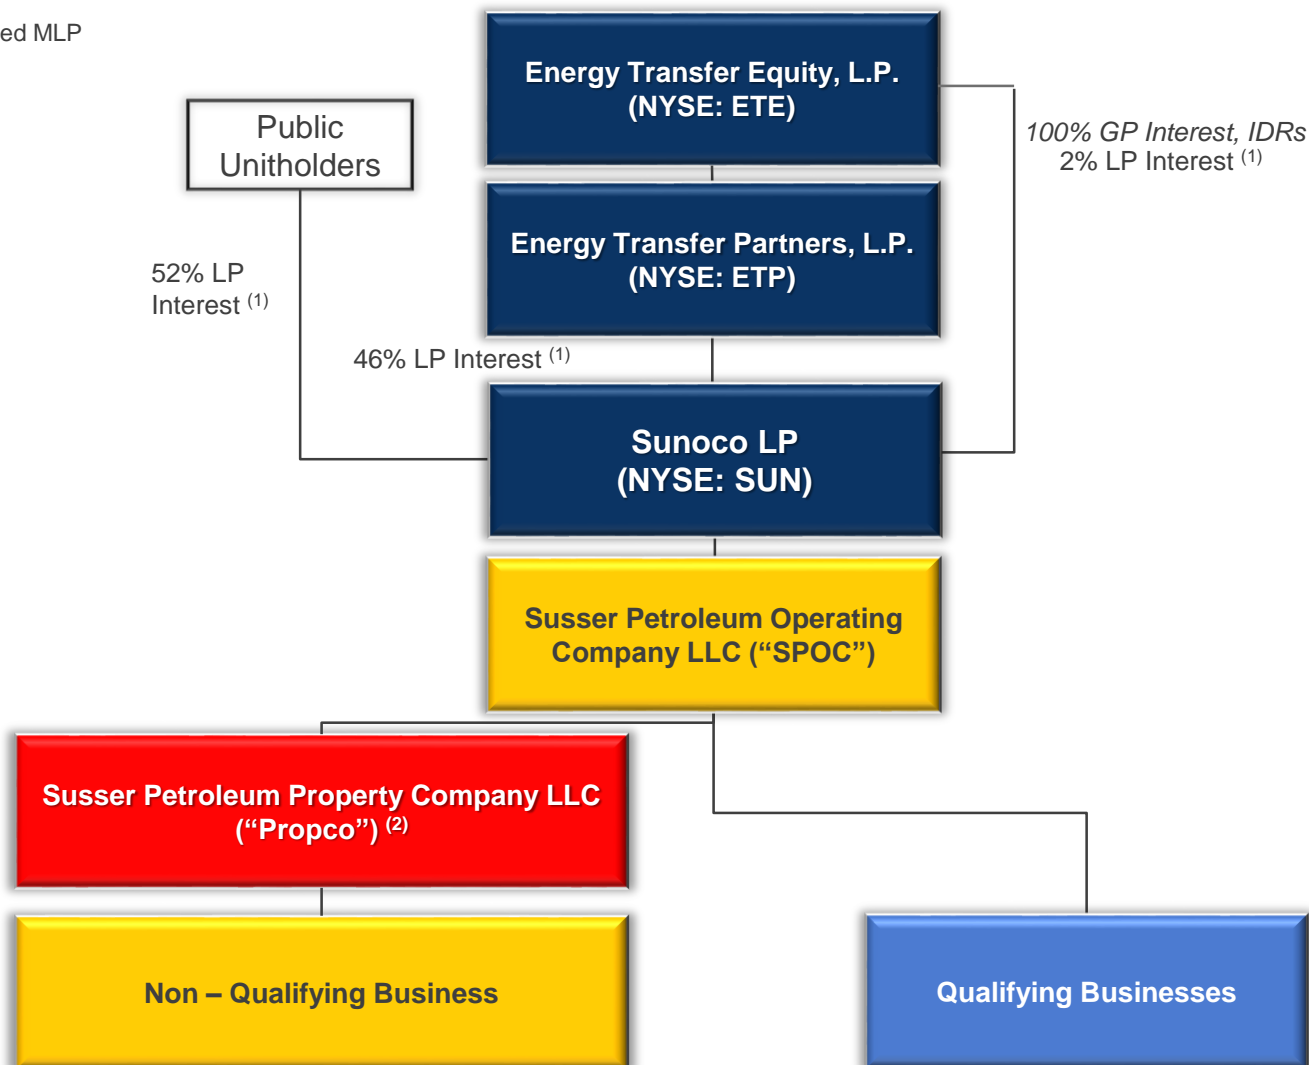 ed MLP
Energy Transfer Equity, L.P.
(NYSE: ETE)
Public
Unitholders
100% GP Interest, IDRs
2% LP Interest (1)
Energy Transfer Partners, L.P.
(NYSE: ETP)
52% LP
Interest (1)
46% LP Interest (1)
Sunoco LP
(NYSE: SUN)
Susser Petroleum Operating
Company LLC (“SPOC”)
Susser Petroleum Property Company LLC
(“Propco”) (2)
Non – Qualifying Business
Qualifying Businesses